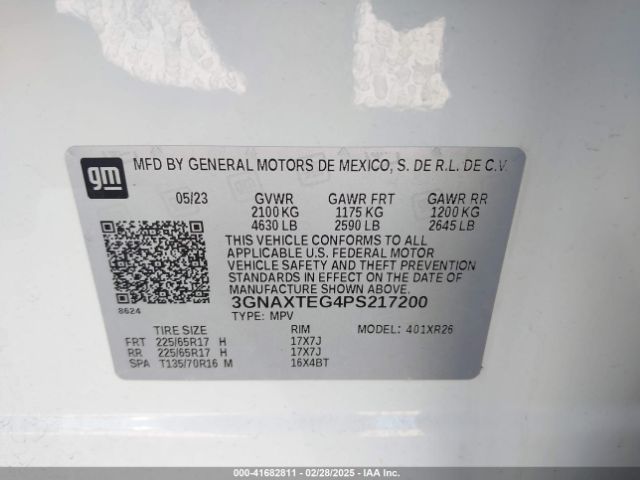 gm
MFD BY GENERAL MOTORS DE MEXICO, S. DE R.L. DE C.V.
05/23 GVWR GAWR FRT GAWR RR
2100 KG 1175 KG 1200 KG
4630 LB 2590 LB 2645 LB
THIS VEHICLE CONFORMS TO ALL
APPLICABLE U.S. FEDERAL MOTOR
VEHICLE SAFETY AND THEFT PREVENTION
STANDARDS IN EFFECT ON THE DATE OF
MANUFACTURE SHOWN ABOVE.
3GNAXTEG4PS217200
8624
TYPE: MPV
TIRE SIZE RIM MODEL: 401XR26
FRT 225/65R17 H 17X7J
RR 225/65R17 H 17X7J
SPA T135/70R16 M 16X4BT
000-41682811 - 02/28/2025 - IAAI.COM